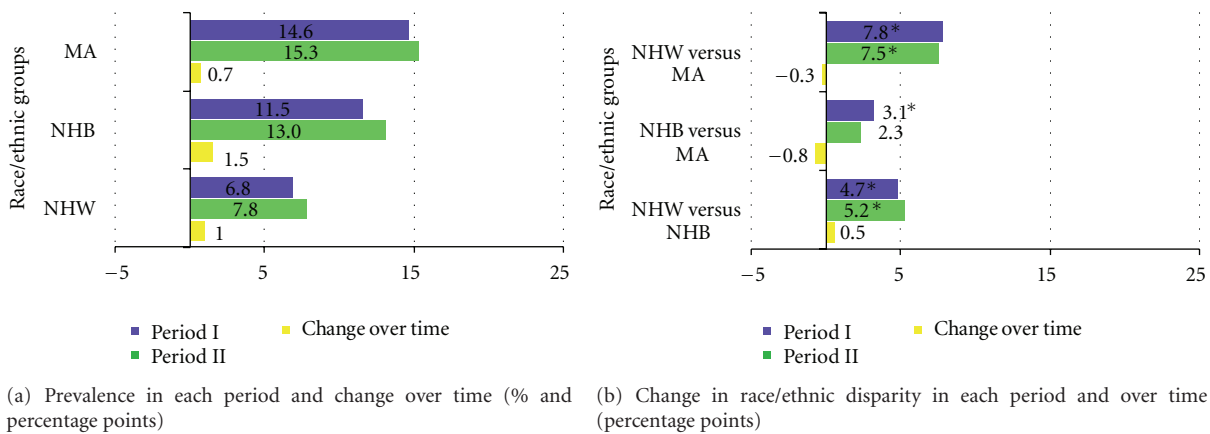 Race/ethnic groups
MA
14.6
15.3
0.7
NHB
11.5
13.0
1.5
NHW
6.8
7.8
1
−5
5
15
25
Period I
Change over time
Period II
(a) Prevalence in each period and change over time (% and
percentage points)
Race/ethnic groups
NHW versus
MA
7.8*
7.5*
−0.3
NHB versus
MA
3.1*
2.3
−0.8
NHW versus
NHB
4.7*
5.2*
0.5
−5
5
15
25
Period I
Change over time
Period II
(b) Change in race/ethnic disparity in each period and over time
(percentage points)